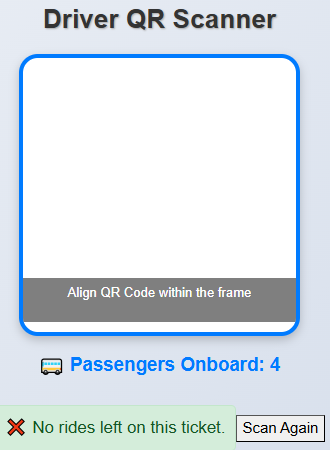 Driver QR Scanner
Align QR Code within the frame
Passengers Onboard: 4
No rides left on this ticket.
Scan Again